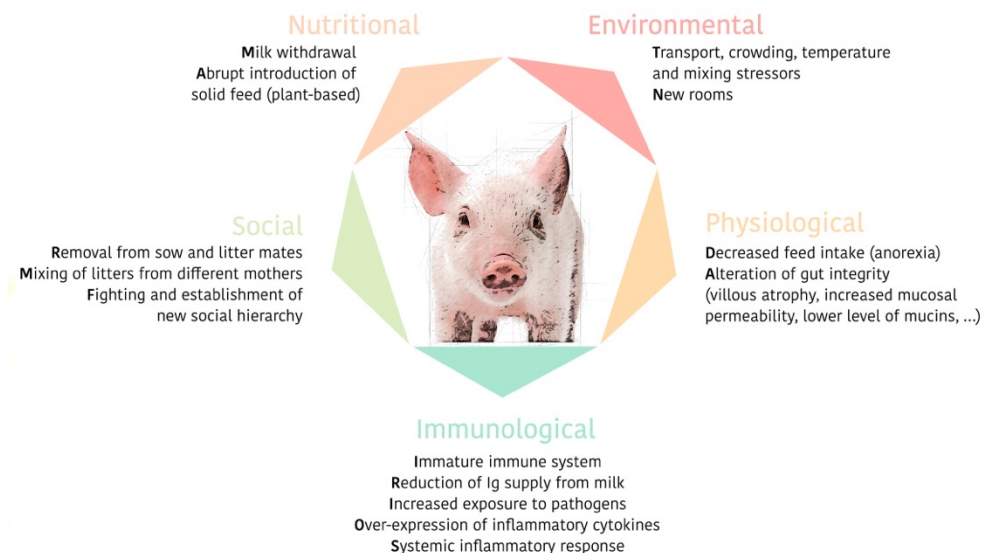 Nutritional
Milk withdrawal
Abrupt introduction of
solid feed (plant-based)
Environmental
Transport, crowding, temperature
and mixing stressors
New rooms
Social
Removal from sow and litter mates
Mixing of litters from different mothers
Fighting and establishment of
new social hierarchy
Physiological
Decreased feed intake (anorexia)
Alteration of gut integrity
(villous atrophy, increased mucosal
permeability, lower level of mucins, ...)
Immunological
Immature immune system
Reduction of Ig supply from milk
Increased exposure to pathogens
Over-expression of inflammatory cytokines
Systemic inflammatory response